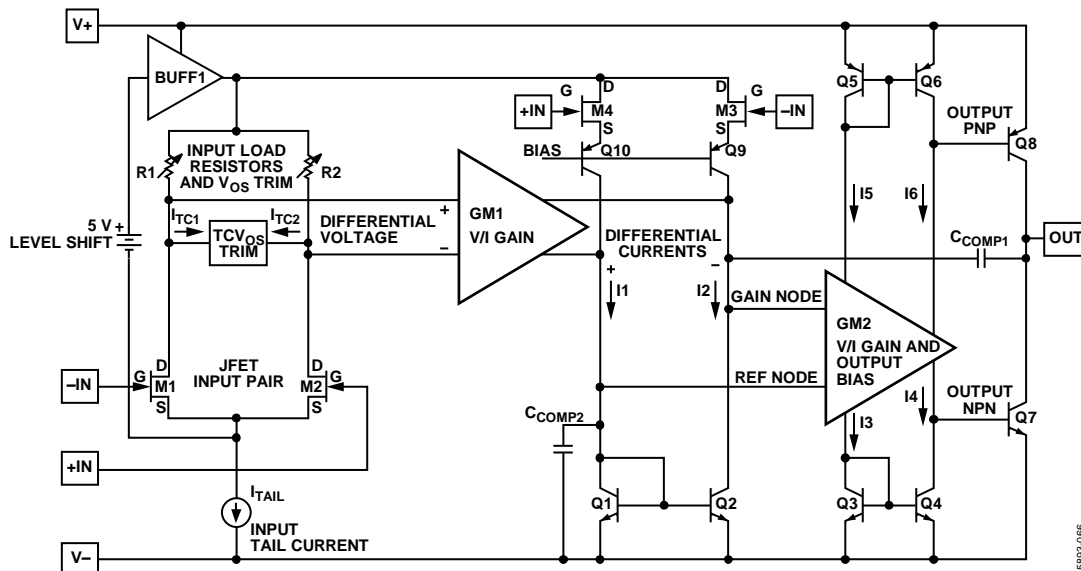 V+
BUFF1
G
D
+IN
M4
S
D
G
M3
–IN
S
Q5
Q6
OUTPUT
PNP
Q8
INPUT LOAD
RESISTORS
AND VOS TRIM
R1
R2
BIAS
Q10
Q9
I5
I6
5 V
+
LEVEL SHIFT
ITC1
ITC2
TCVOS
TRIM
DIFFERENTIAL
VOLTAGE
+
–
GM1
V/I GAIN
DIFFERENTIAL
CURRENTS
+
–
I1
I2
CCOMP1
OUT
GAIN NODE
GM2
V/I GAIN AND
OUTPUT
BIAS
REF NODE
–IN
G
D
M1
S
JFET
INPUT PAIR
D
M2
G
S
CCOMP2
I3
I4
OUTPUT
NPN
Q7
+IN
ITAIL
INPUT
TAIL CURRENT
Q1
Q2
Q3
Q4
V–